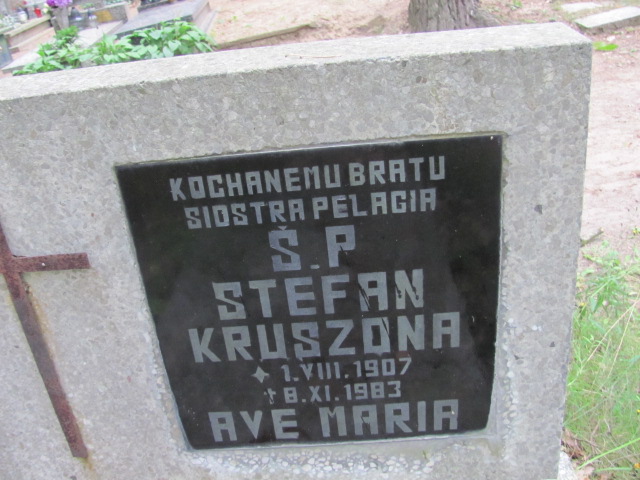 KOCHANEMU BRATU
SIOSTRA PELAGIA
Ś.P
STEFAN
KRUSZONA
✦ 1.VIII.1907
✝ 8.XI.1983
AVE MARIA